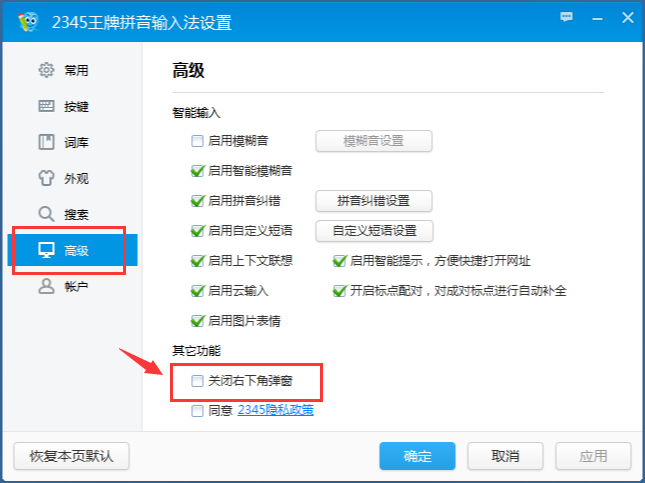 2345王牌拼音输入法设置
常用
按键
词库
外观
搜索
高级
帐户
高级
智能输入
启用模糊音 模糊音设置
启用智能模糊音
启用拼音纠错 拼音纠错设置
启用自定义短语 自定义短语设置
启用上下文联想 启用智能提示，方便快捷打开网址
启用云输入 开启标点配对，对成对标点进行自动补全
启用图片表情
其它功能
关闭右下角弹窗
同意 2345隐私政策
恢复本页默认 确定 取消 应用